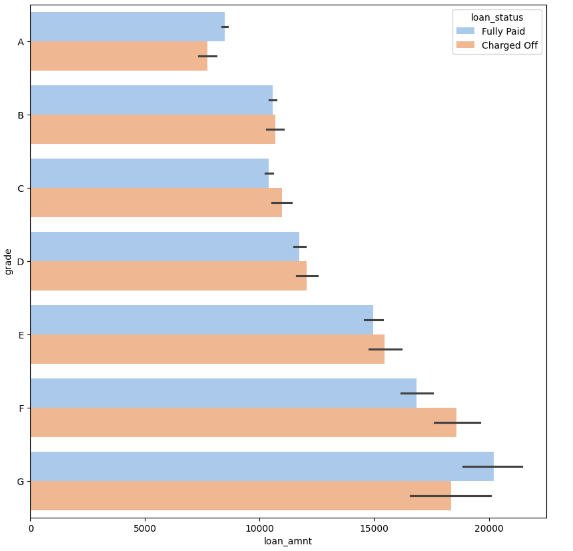 loan_status
Fully Paid
Charged Off
A
B
C
D
E
F
G
grade
0 5000 10000 15000 20000
loan_amnt